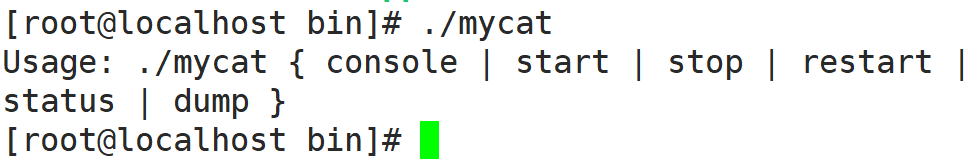 [root@localhost bin]# ./mycat
Usage: ./mycat { console | start | stop | restart |
status | dump }
[root@localhost bin]#